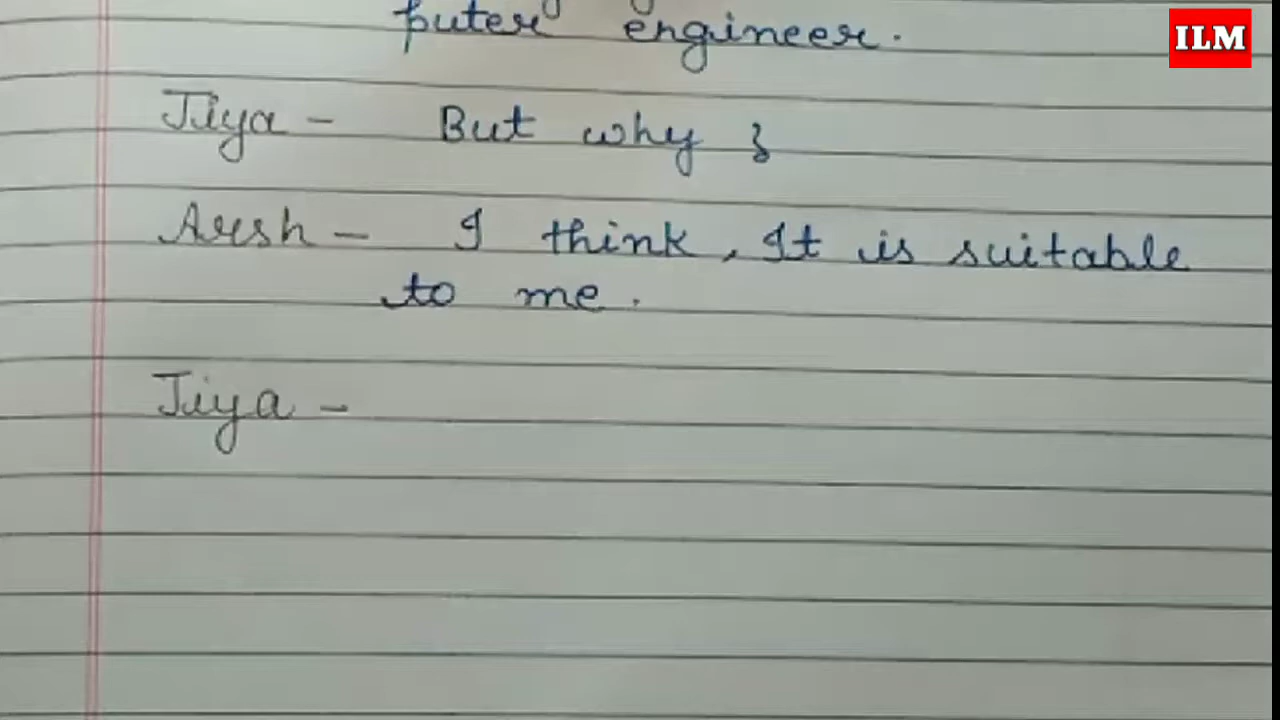 puter engineer.
ILM
Jiya - But why ?
Arsh - I think, It is suitable
to me.
Jiya -